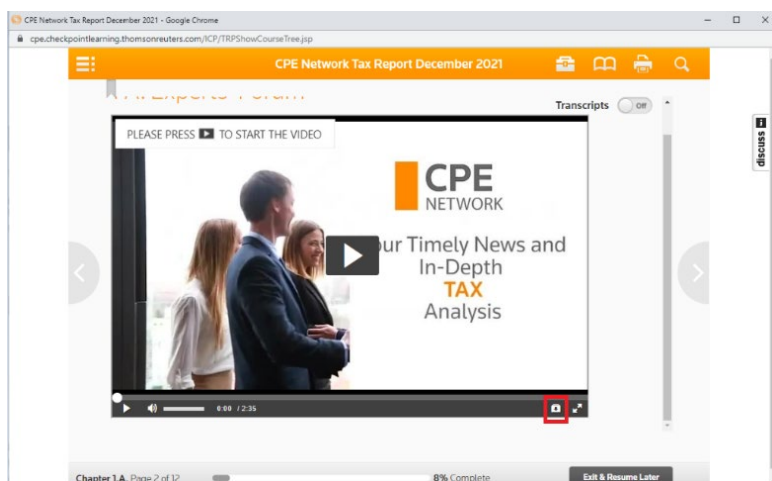 CPE Network Tax Report December 2021 - Google Chrome
cpe.checkpointlearning.thomsonreuters.com/ICP/TRPShowCourseTree.jsp
CPE Network Tax Report December 2021
A. Experts' Forum
Transcripts Off
discuss
PLEASE PRESS TO START THE VIDEO
CPE
NETWORK
ur Timely News and
In-Depth
TAX
Analysis
0:00 / 2:35
Chapter 1.A. Page 2 of 12
8% Complete
Exit & Resume Later